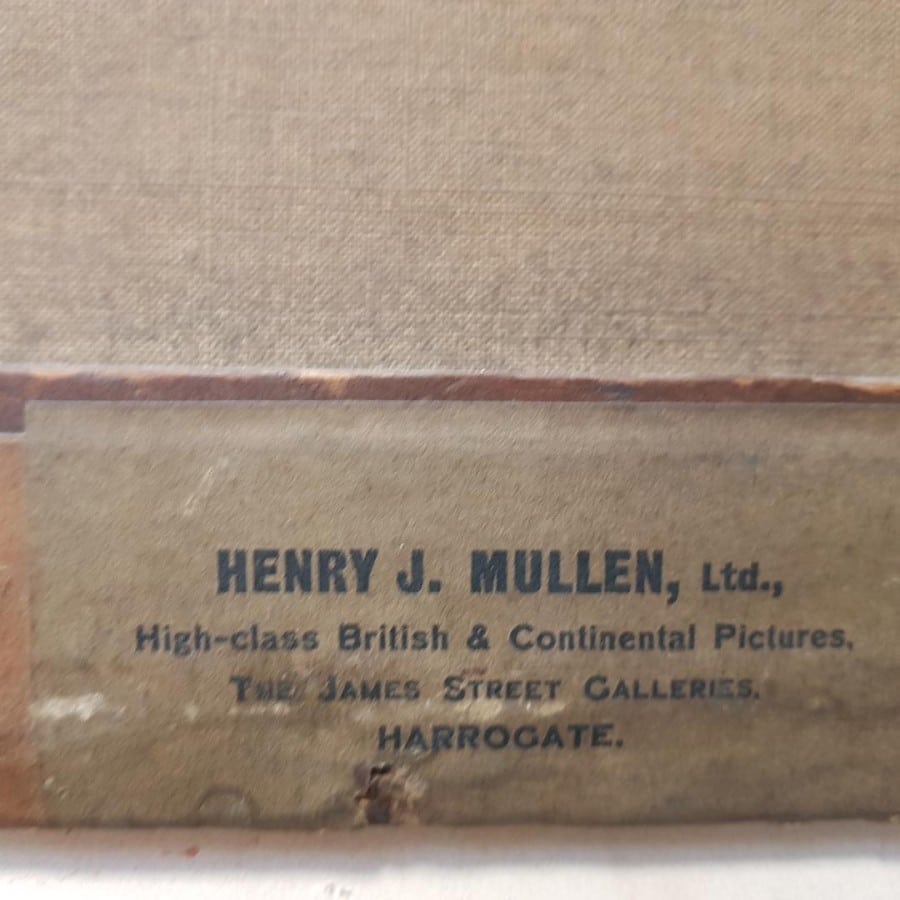 HENRY J. MULLEN, Ltd.,
High-class British & Continental Pictures,
THE JAMES STREET GALLERIES.
HARROGATE.